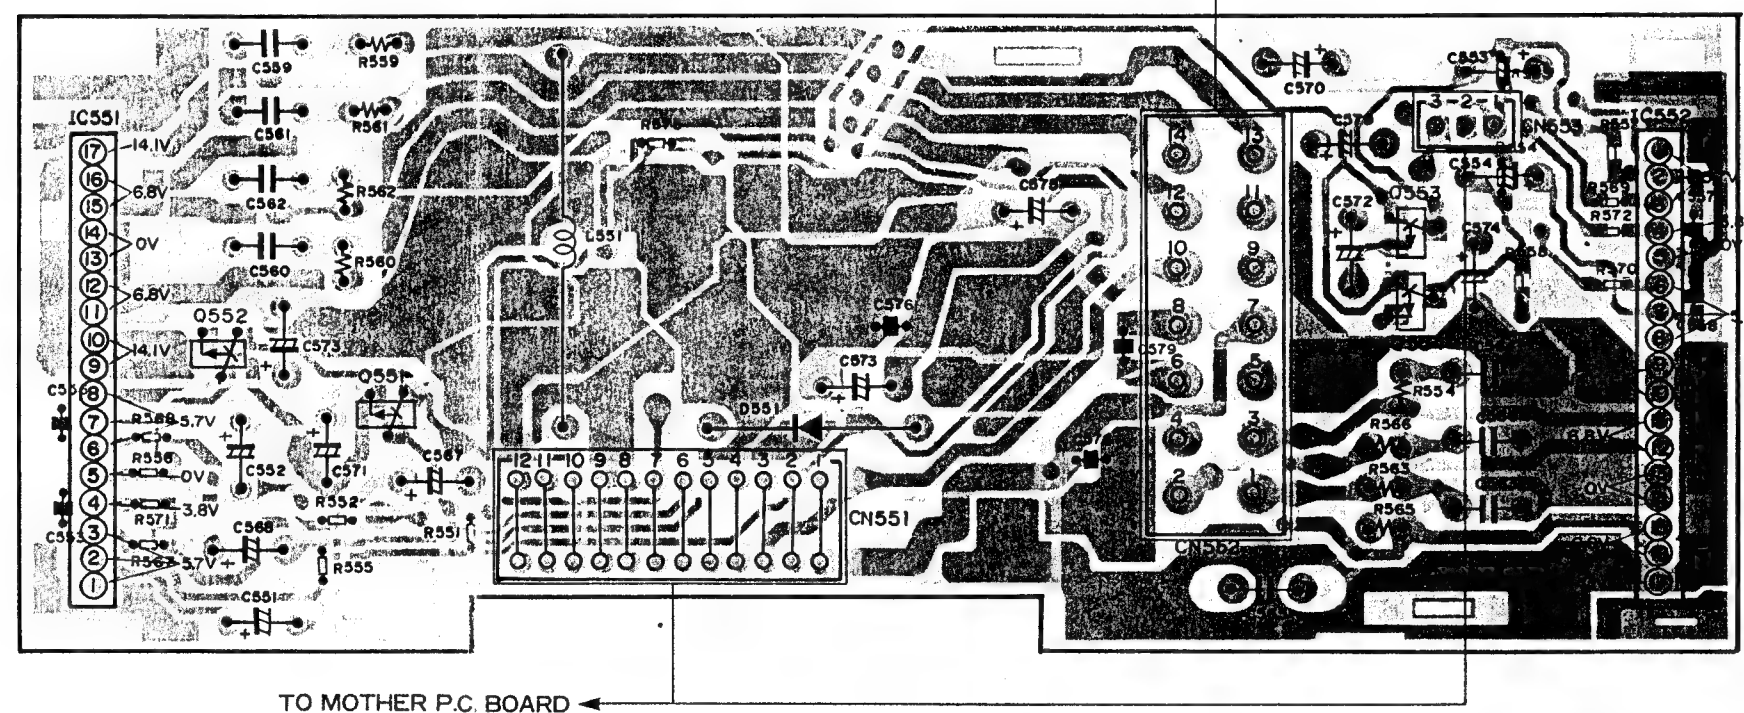 C559
R559
C561
R561
C562
R562
C560
R560
IC551
17
16
15
14
13
12
11
10
9
8
7
6
5
4
3
2
1
14.1V
6.8V
0V
6.8V
14.1V
5.7V
0V
3.8V
5.7V
Q552
C573
Q551
R568
R556
C552
C571
C567
R571
R552
R551
C568
R567
R555
C551
L551
C575
C576
C573
C579
D551
12 11 10 9 8 7 6 5 4 3 2 1
CN551
14 13
12 11
10 9
8 7
6 5
4 3
2 1
CN552
C570
C553
3-2-1
CN553
C554
C572
Q553
C574
IC552
R569
R572
R570
R554
R566
R563
R565
6.8V
0V
TO MOTHER P.C. BOARD